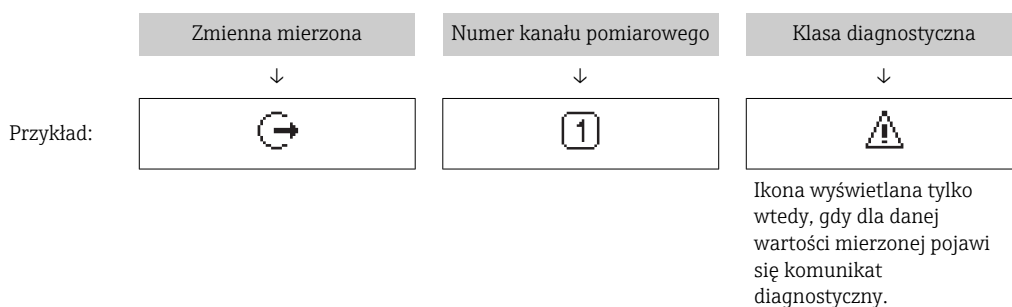 Zmienna mierzona Numer kanału pomiarowego Klasa diagnostyczna
↓ ↓ ↓
Przykład: 1
Ikona wyświetlana tylko
wtedy, gdy dla danej
wartości mierzonej pojawi
się komunikat
diagnostyczny.